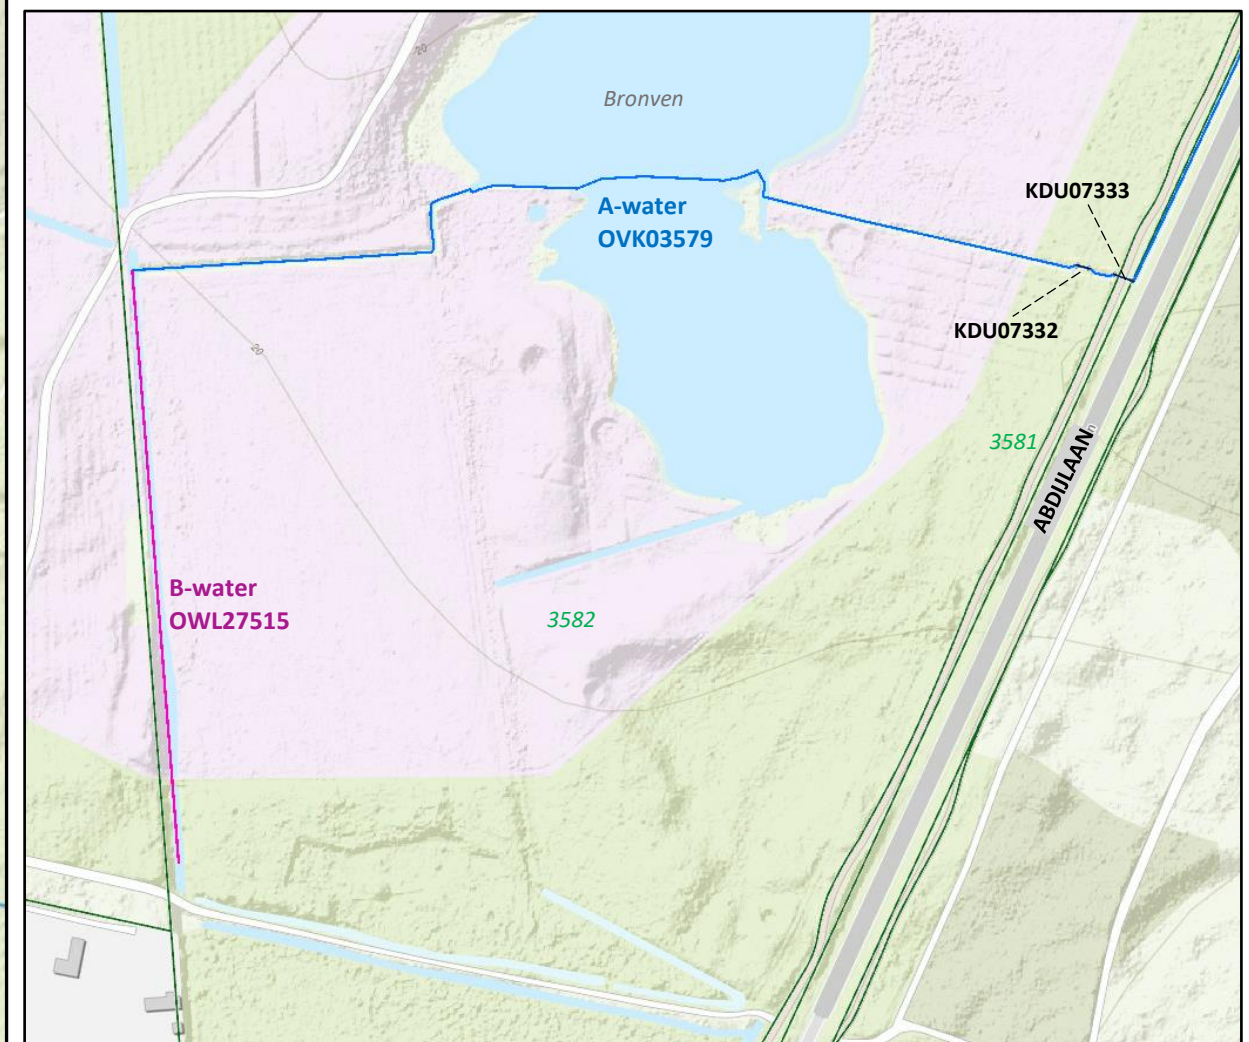 20
Bronven
A-water
OVK03579
KDU07333
KDU07332
20
3581
ABDIJLAAN
B-water
OWL27515
3582